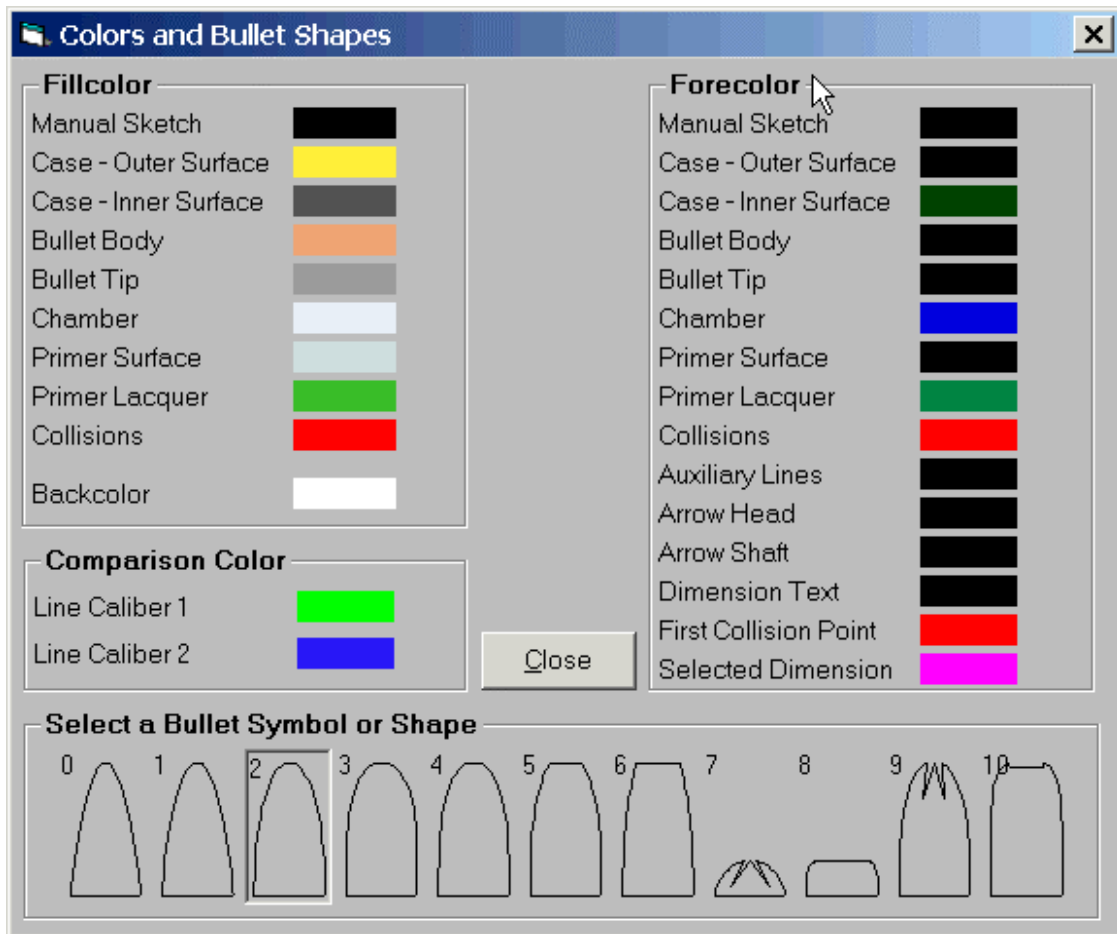 Colors and Bullet Shapes
Fillcolor
Manual Sketch
Case - Outer Surface
Case - Inner Surface
Bullet Body
Bullet Tip
Chamber
Primer Surface
Primer Lacquer
Collisions
Backcolor
Comparison Color
Line Caliber 1
Line Caliber 2
Close
Forecolor
Manual Sketch
Case - Outer Surface
Case - Inner Surface
Bullet Body
Bullet Tip
Chamber
Primer Surface
Primer Lacquer
Collisions
Auxiliary Lines
Arrow Head
Arrow Shaft
Dimension Text
First Collision Point
Selected Dimension
Select a Bullet Symbol or Shape
0 1 2 3 4 5 6 7 8 9 10